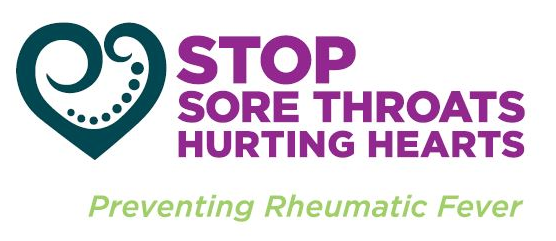 STOP
SORE THROATS
HURTING HEARTS
Preventing Rheumatic Fever